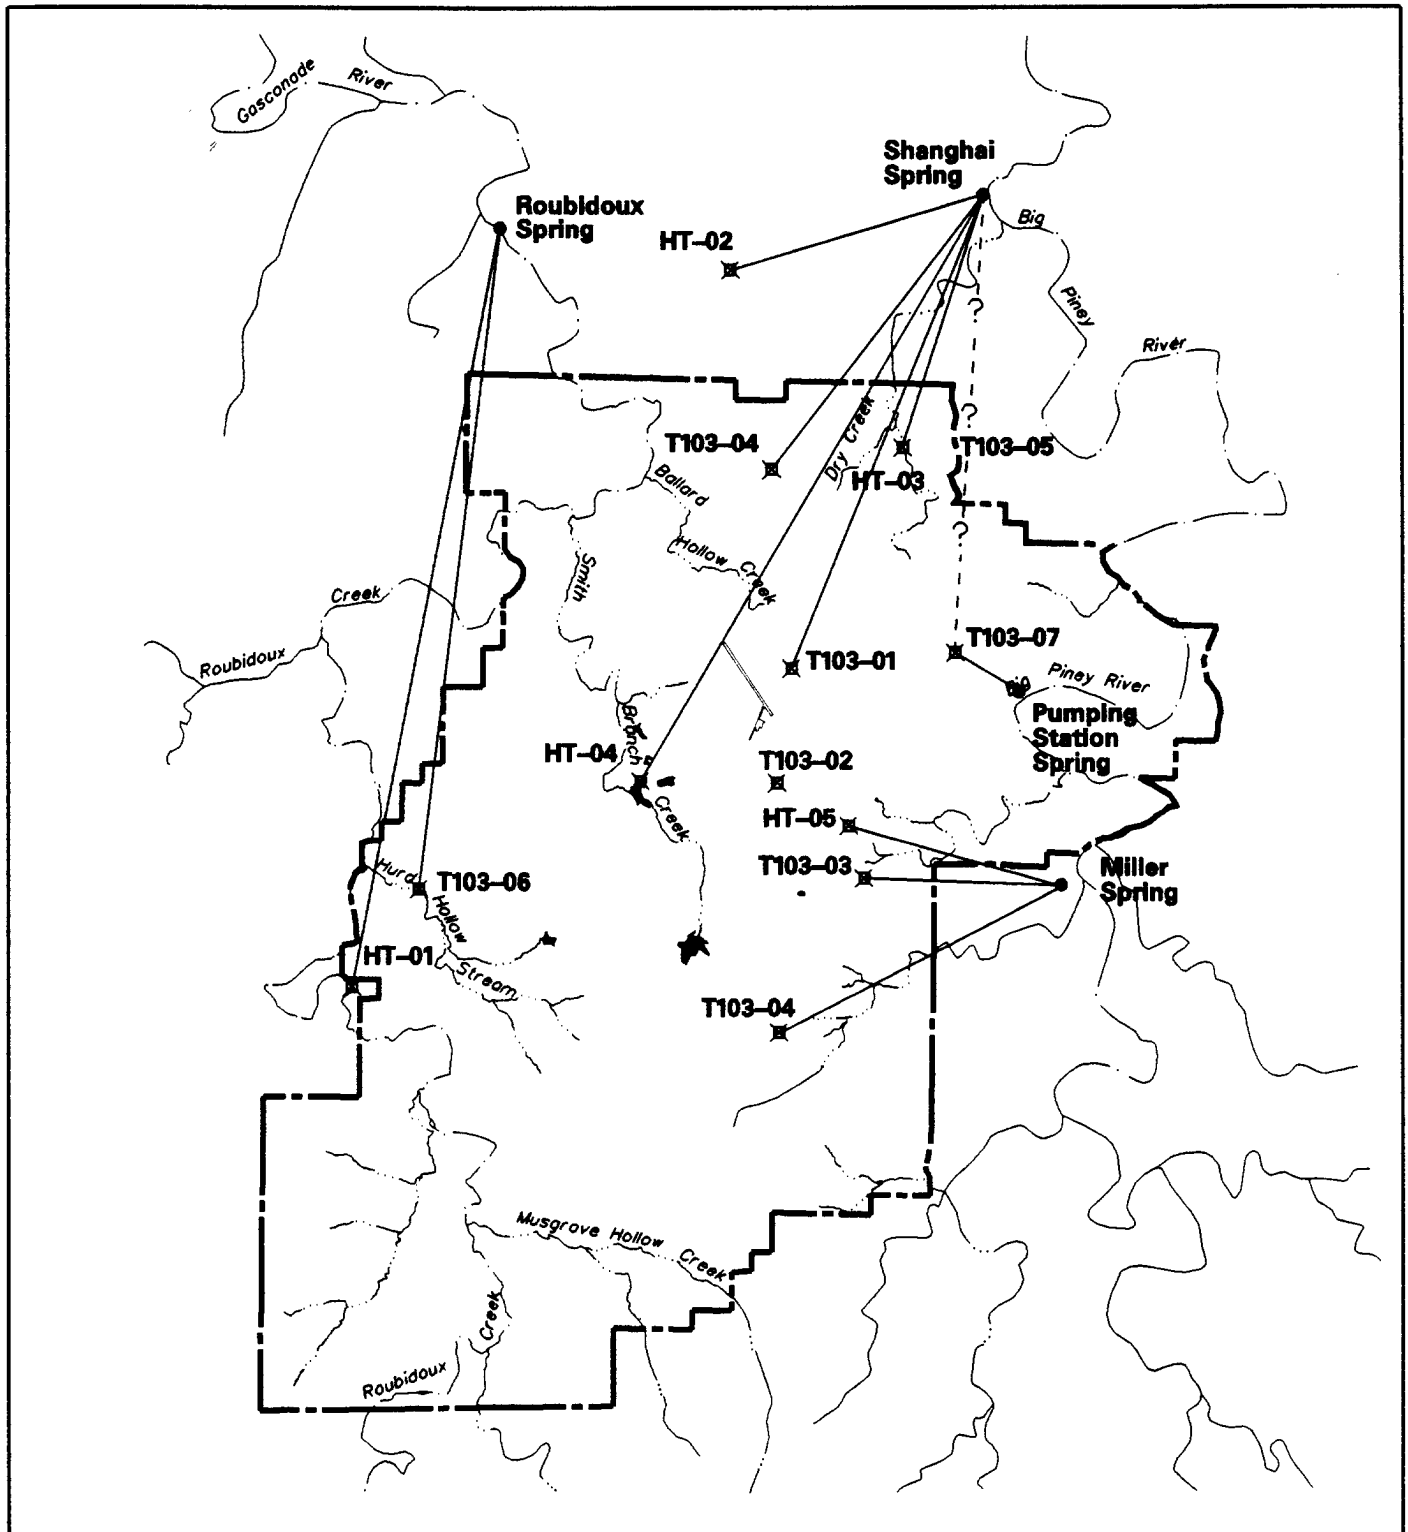 Gasconade
River
Shanghai
Spring
Roubidoux
Spring
Big
HT-02
Piney
?
River
?
Dry Creek
T103-04
T103-05
Ballard
HT-03
?
Hollow Creek
Smith
Creek
T103-07
T103-01
Roubidoux
Big
Piney River
Pumping
Station
Spring
Branch
HT-04
T103-02
Creek
HT-05
T103-03
Miller
Spring
Hurd
T103-06
Hollow
HT-01
Stream
T103-04
Musgrove Hollow Creek
Creek
Roubidoux